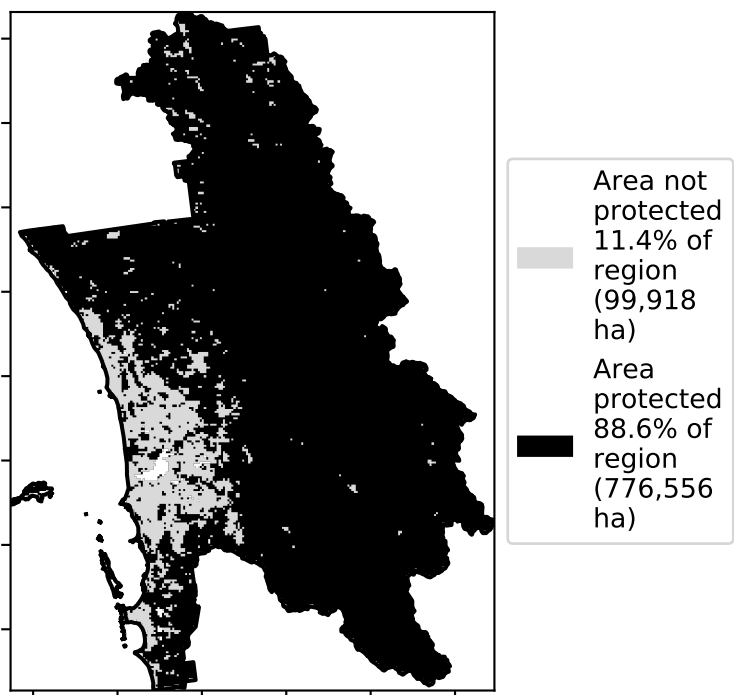 Area not
protected
11.4% of
region
(99,918
ha)
Area
protected
88.6% of
region
(776,556
ha)